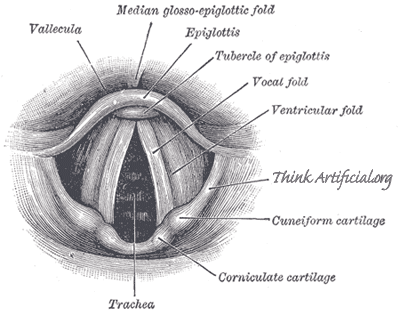 Median glosso-epiglottic fold
Vallecula
Epiglottis
Tubercle of epiglottis
Vocal fold
Ventricular fold
Think Artificial.org
Cuneiform cartilage
Corniculate cartilage
Trachea